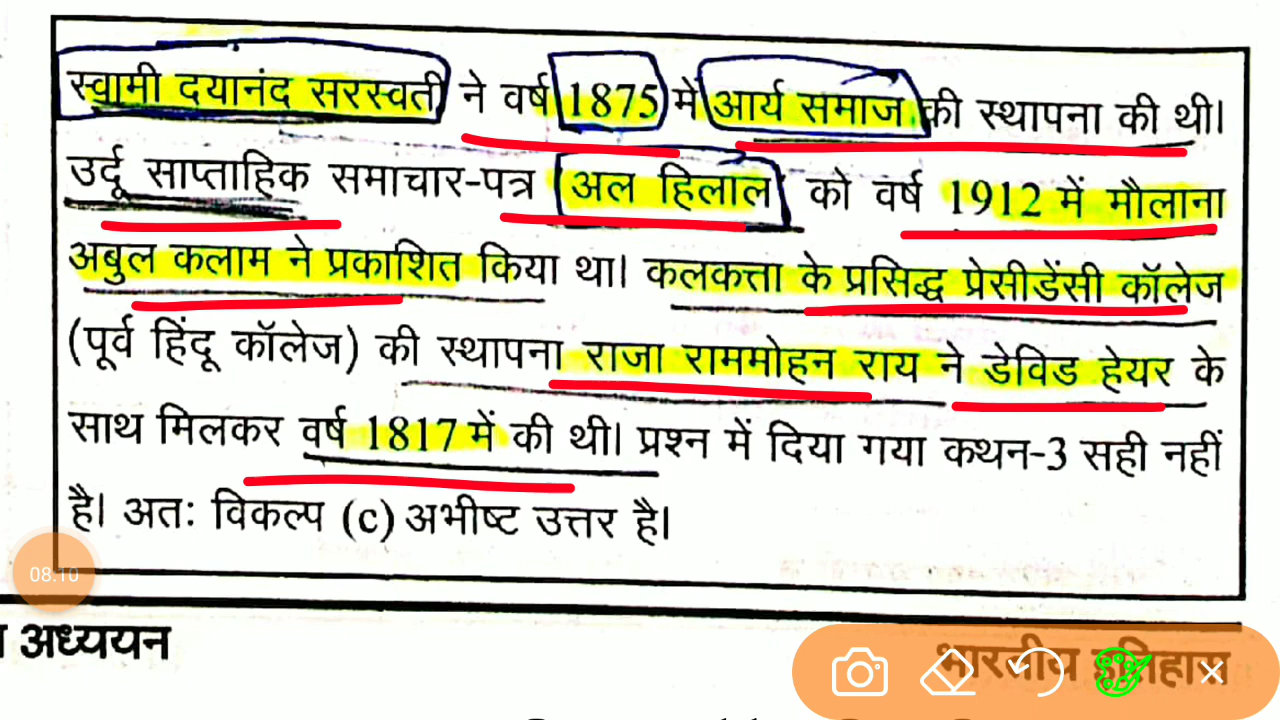 स्वामी दयानंद सरस्वती ने वर्ष 1875 में आर्य समाज की स्थापना की थी।
उर्दू साप्ताहिक समाचार-पत्र अल हिलाल को वर्ष 1912 में मौलाना
अबुल कलाम ने प्रकाशित किया था। कलकत्ता के प्रसिद्ध प्रेसीडेंसी कॉलेज
(पूर्व हिंदू कॉलेज) की स्थापना राजा राममोहन राय ने डेविड हेयर के
साथ मिलकर वर्ष 1817 में की थी। प्रश्न में दिया गया कथन-3 सही नहीं
है। अतः विकल्प (c) अभीष्ट उत्तर है।
08:10
अध्ययन
भारतीय इतिहास